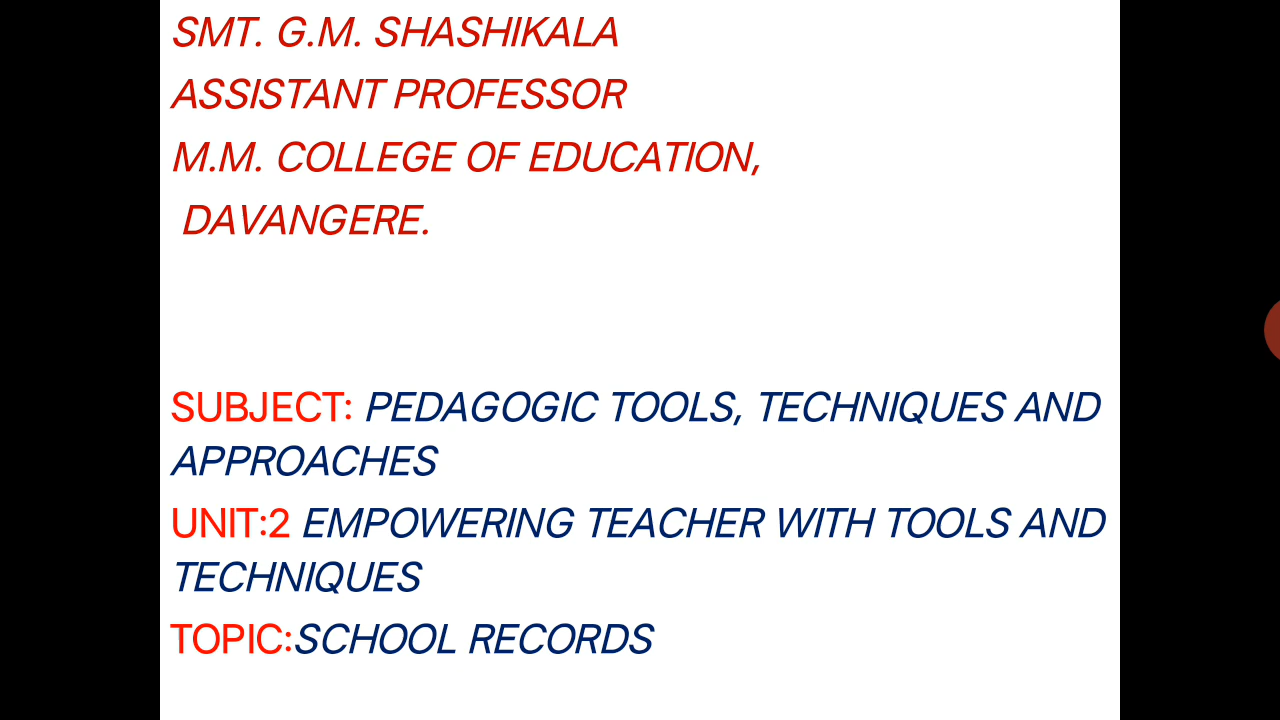 SMT. G.M. SHASHIKALA
ASSISTANT PROFESSOR
M.M. COLLEGE OF EDUCATION,
DAVANGERE.
SUBJECT: PEDAGOGIC TOOLS, TECHNIQUES AND
APPROACHES
UNIT:2 EMPOWERING TEACHER WITH TOOLS AND
TECHNIQUES
TOPIC:SCHOOL RECORDS